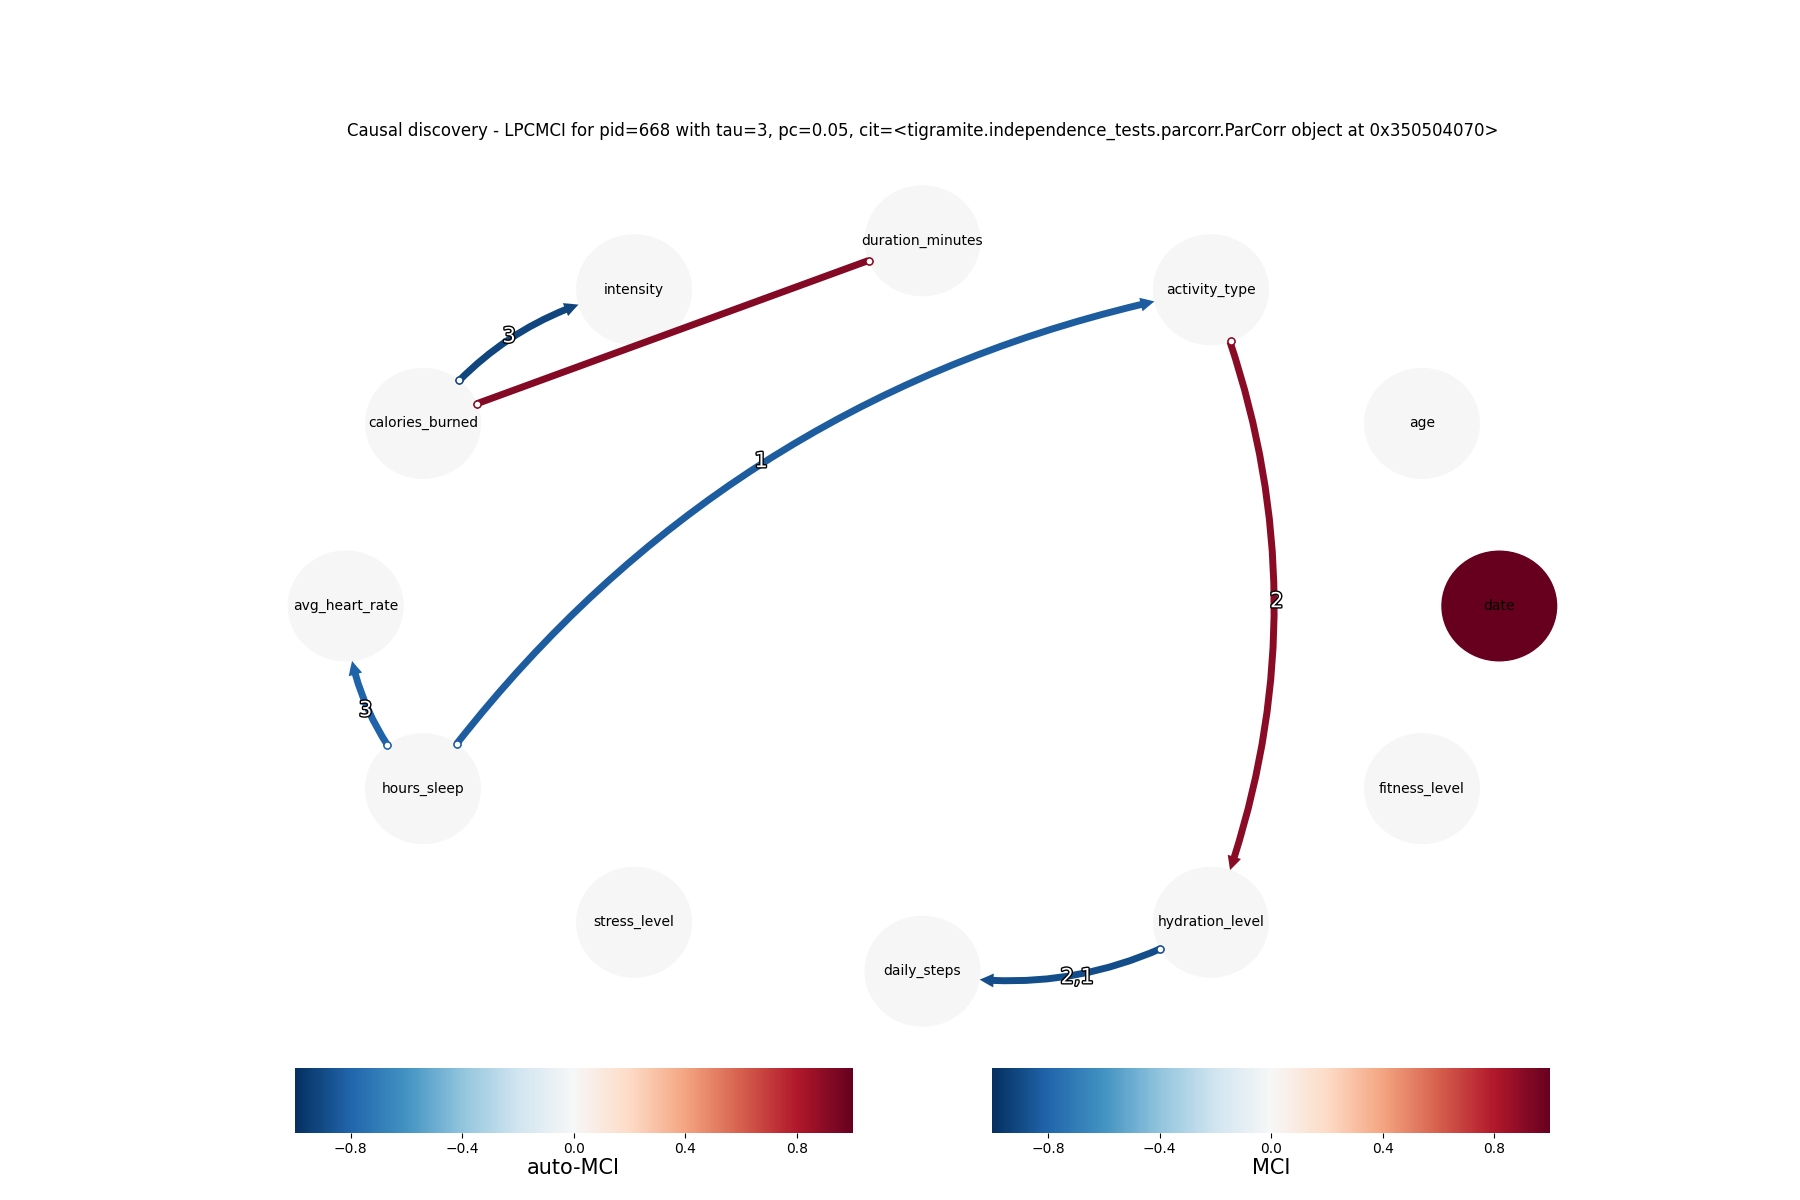 Causal discovery - LPCMCI for pid=668 with tau=3, pc=0.05, cit=<tigramite.independence_tests.parcorr.ParCorr object at 0x350504070>
duration_minutes
intensity
activity_type
3
calories_burned
age
1
avg_heart_rate
2
date
3
hours_sleep
fitness_level
stress_level
hydration_level
daily_steps
2,1
−0.8 −0.4 0.0 0.4 0.8
auto-MCI
−0.8 −0.4 0.0 0.4 0.8
MCI